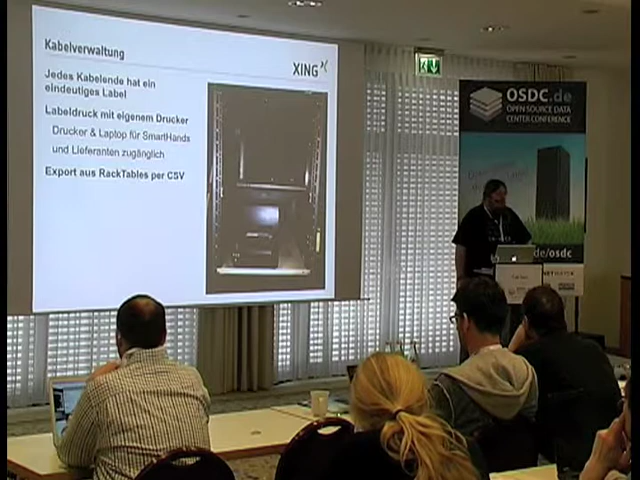 Kabelverwaltung
XING
Jedes Kabelende hat ein
eindeutiges Label
Labeldruck mit eigenem Drucker
Drucker & Laptop für SmartHands
und Lieferanten zugänglich
Export aus RackTables per CSV
OSDC.de
OPEN SOURCE DATA
CENTER CONFERENCE
de/osdc